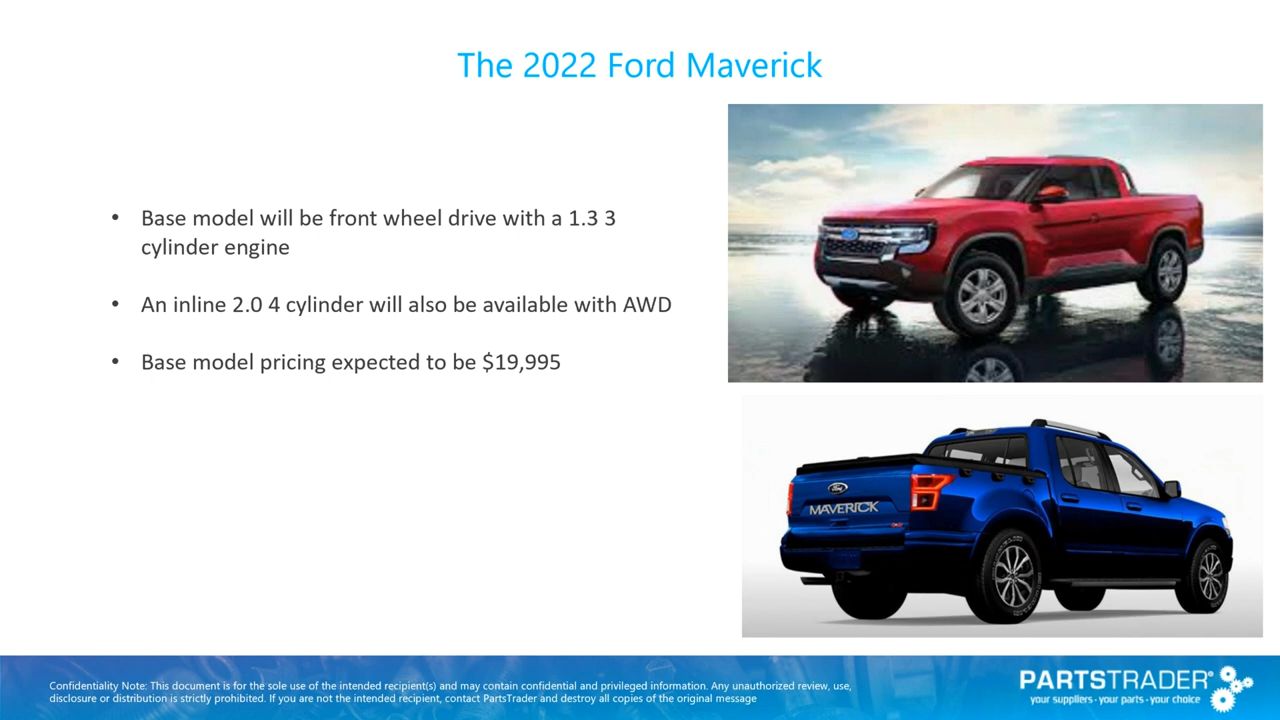 The 2022 Ford Maverick
• Base model will be front wheel drive with a 1.3 3
cylinder engine
• An inline 2.0 4 cylinder will also be available with AWD
• Base model pricing expected to be $19,995
Ford
MAVERICK
Confidentiality Note: This document is for the sole use of the intended recipient(s) and may contain confidential and privileged information. Any unauthorized review, use,
disclosure or distribution is strictly prohibited. If you are not the intended recipient, contact PartsTrader and destroy all copies of the original message
PARTSTRADER®
your suppliers · your parts · your choice